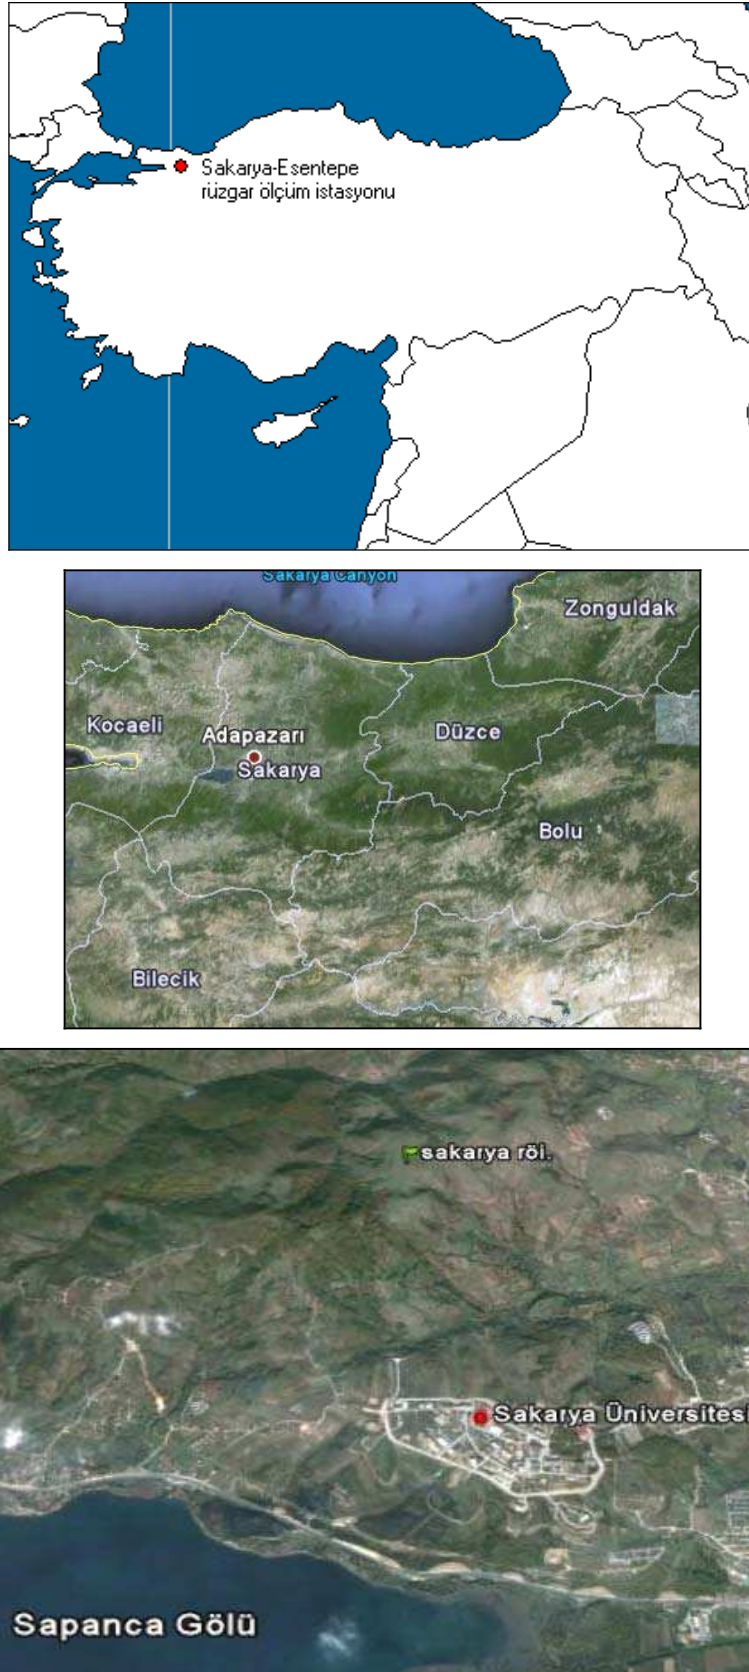 Sakarya-Esentepe
rüzgar ölçüm istasyonu
Sakarya Canyon
Zonguldak
Kocaeli
Adapazarı
Düzce
Sakarya
Bolu
Bilecik
sakarya röi.
Sakarya Üniversitesi
Sapanca Gölü